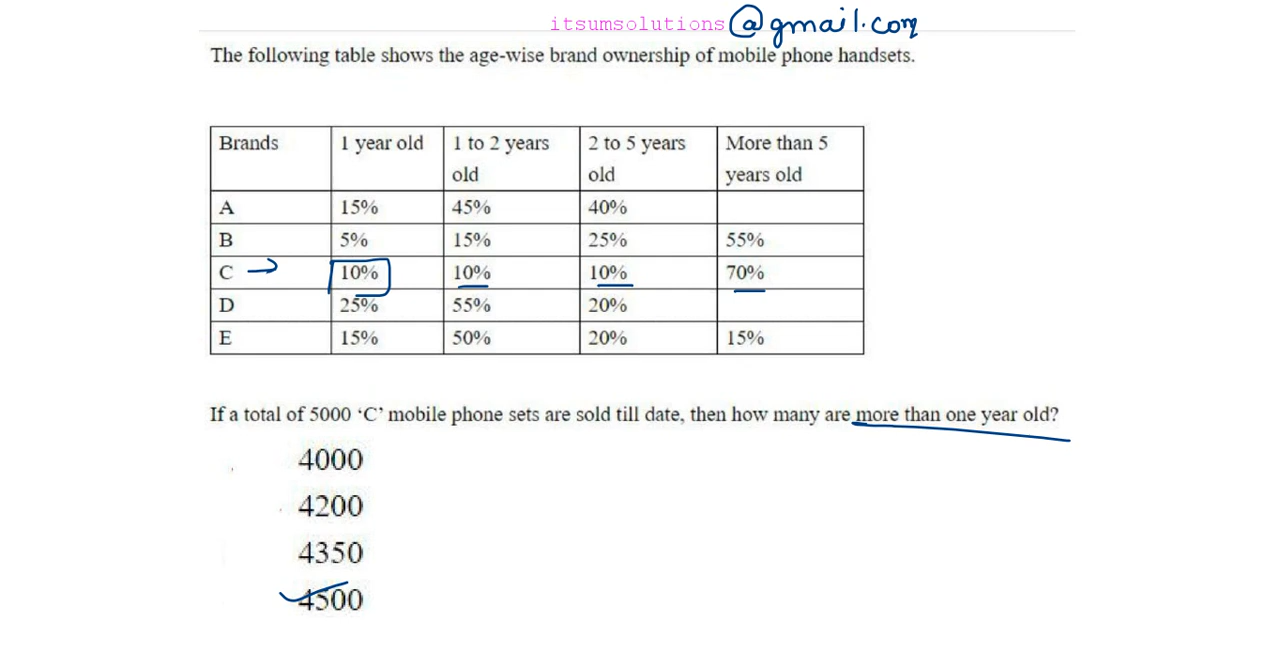 itsumsolutions@gmail.com
The following table shows the age-wise brand ownership of mobile phone handsets.
Brands 1 year old 1 to 2 years old 2 to 5 years old More than 5 years old
A 15% 45% 40%
B 5% 15% 25% 55%
C 10% 10% 10% 70%
D 25% 55% 20%
E 15% 50% 20% 15%
If a total of 5000 ‘C’ mobile phone sets are sold till date, then how many are more than one year old?
4000
4200
4350
4500